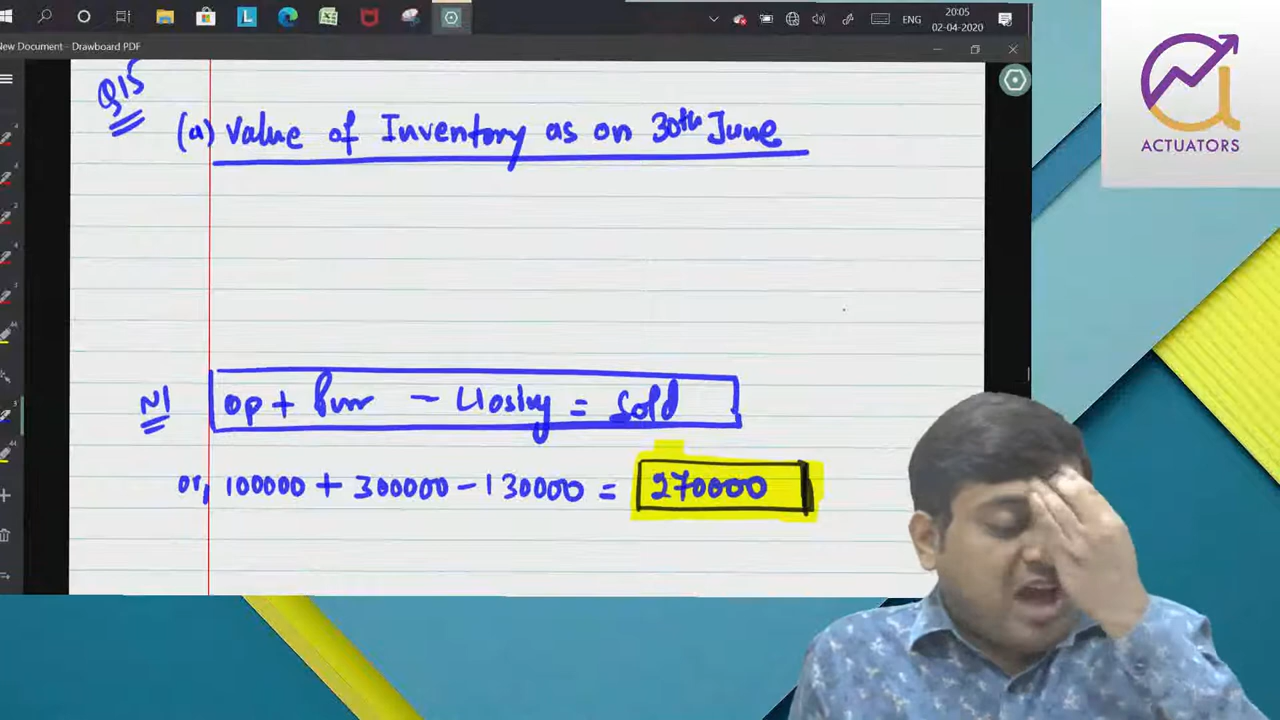 20:05
ENG
02-04-2020
New Document - Drawboard PDF
Q15
(a) Value of Inventory as on 30th June
N1 op + Purr - Closing = Sold
or, 100000 + 300000 - 130000 = 270000
ACTUATORS